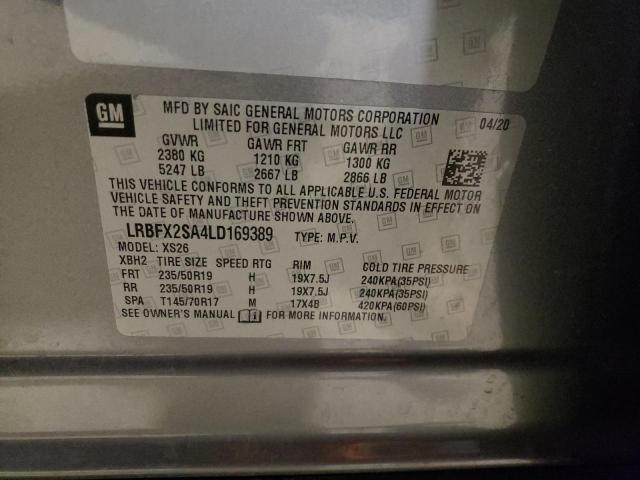 GM
MFD BY SAIC GENERAL MOTORS CORPORATION
LIMITED FOR GENERAL MOTORS LLC 04/20
GVWR GAWR FRT GAWR RR
2380 KG 1210 KG 1300 KG
5247 LB 2667 LB 2866 LB
THIS VEHICLE CONFORMS TO ALL APPLICABLE U.S. FEDERAL MOTOR
VEHICLE SAFETY AND THEFT PREVENTION STANDARDS IN EFFECT ON
DATE OF MANUFACTURE SHOWN ABOVE.
LRBFX2SA4LD169389 TYPE: M.P.V.
MODEL: XS26
XBH2 TIRE SIZE SPEED RTG RIM COLD TIRE PRESSURE
FRT 235/50R19 H 19X7.5J 240KPA(35PSI)
RR 235/50R19 H 19X7.5J 240KPA(35PSI)
SPA T145/70R17 M 17X4B 420KPA(60PSI)
SEE OWNER'S MANUAL FOR MORE INFORMATION.